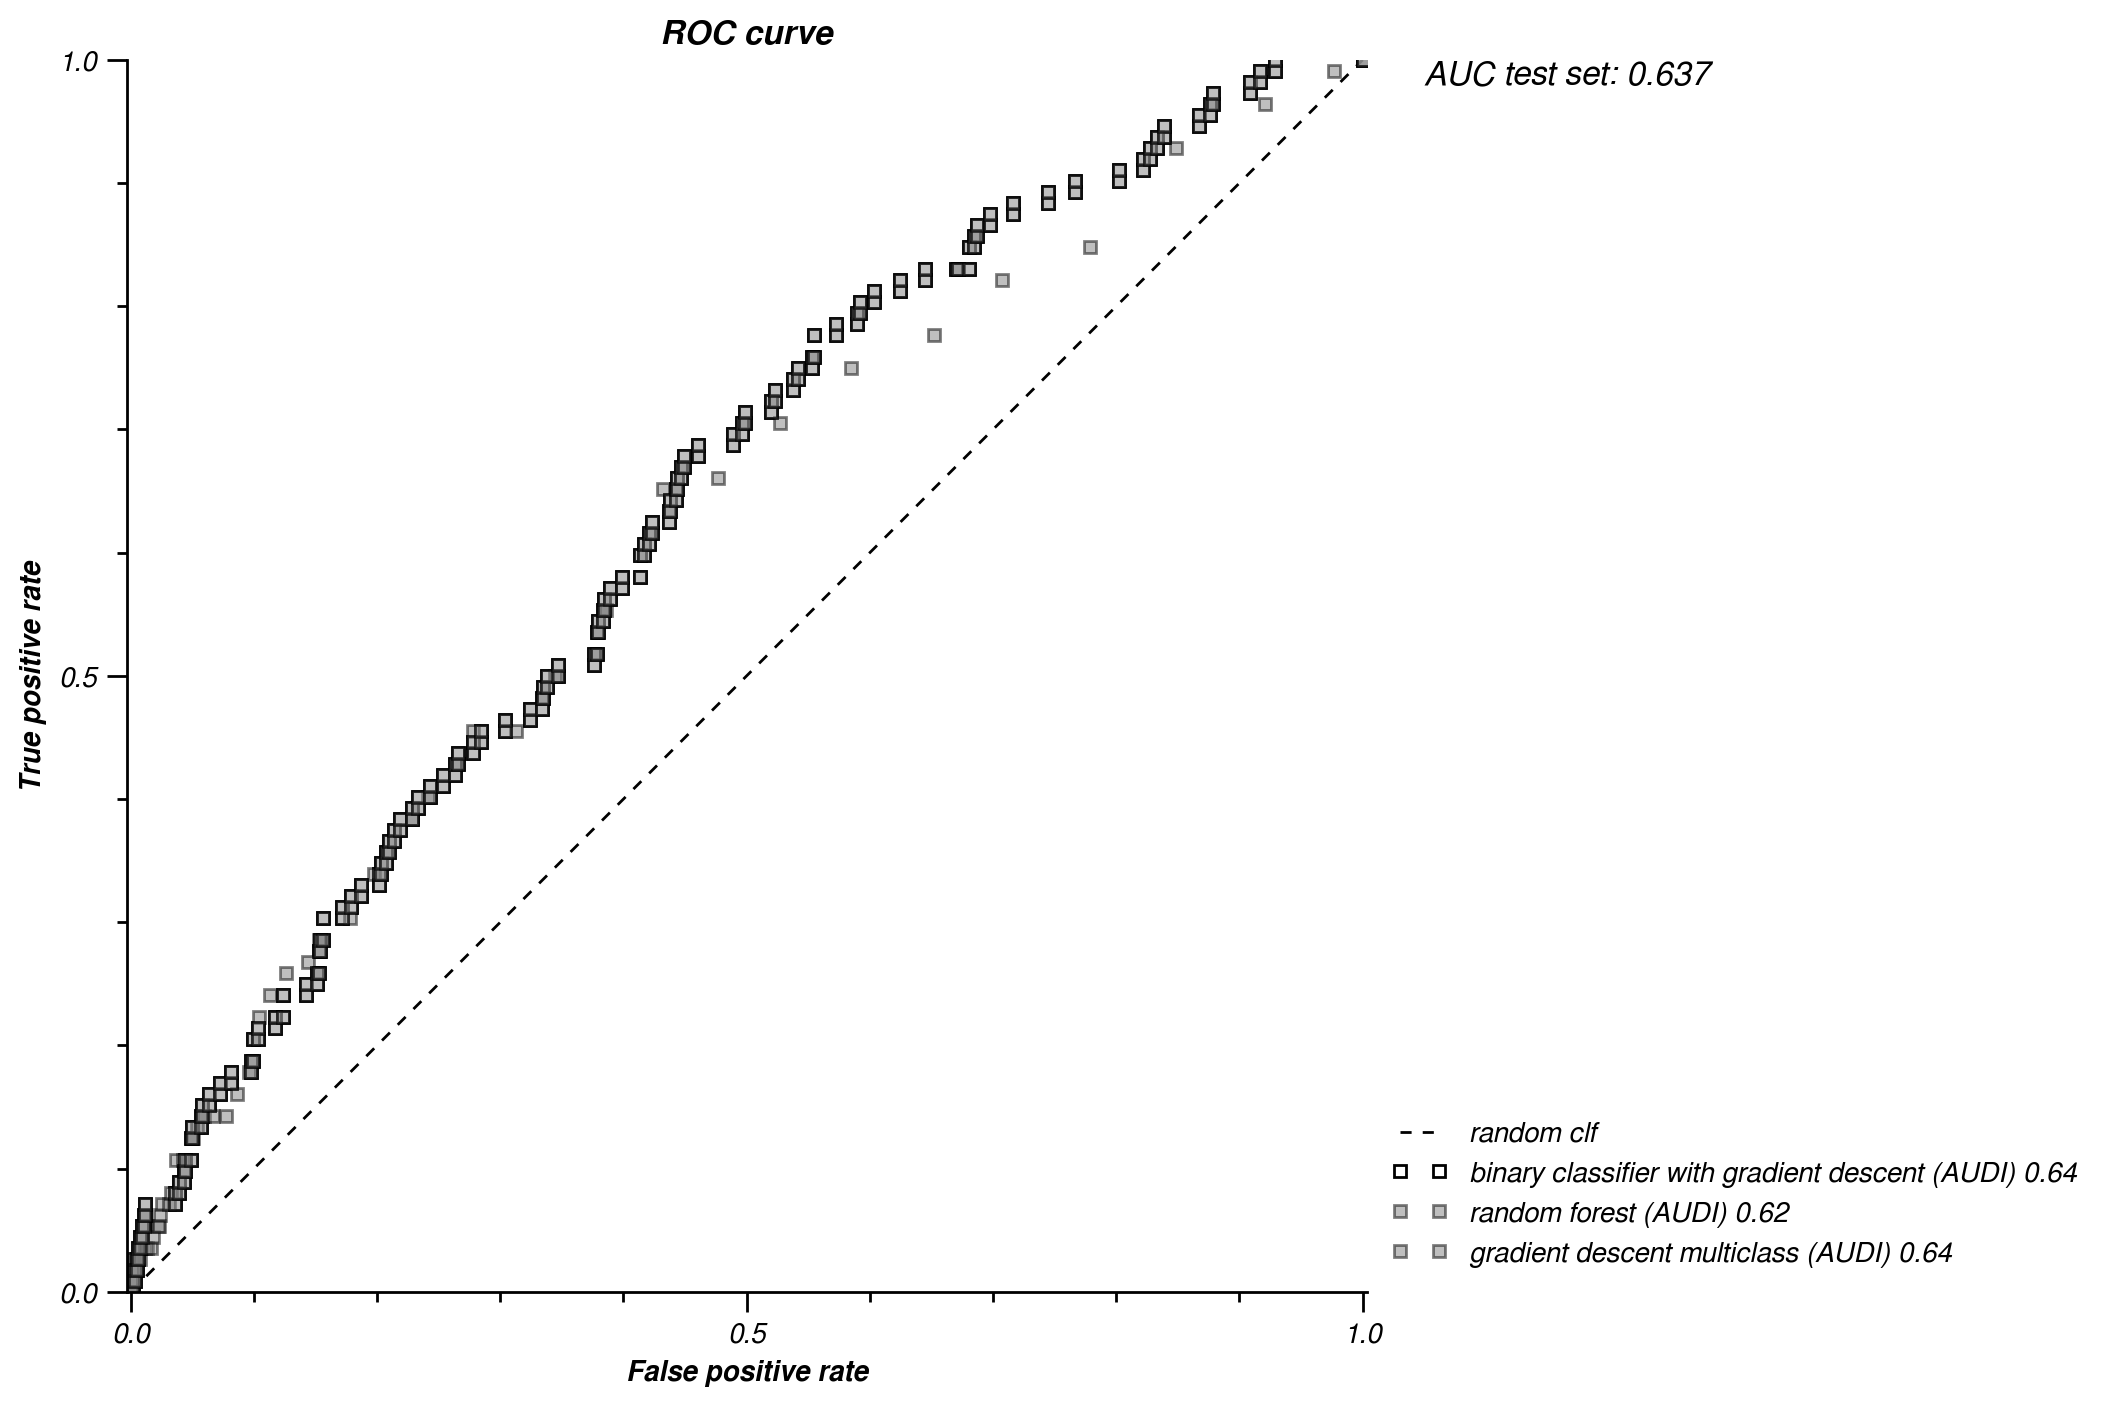 ROC curve
AUC test set: 0.637
1.0
0.5
0.0
True positive rate
0.0
0.5
1.0
False positive rate
random clf
binary classifier with gradient descent (AUDI) 0.64
random forest (AUDI) 0.62
gradient descent multiclass (AUDI) 0.64